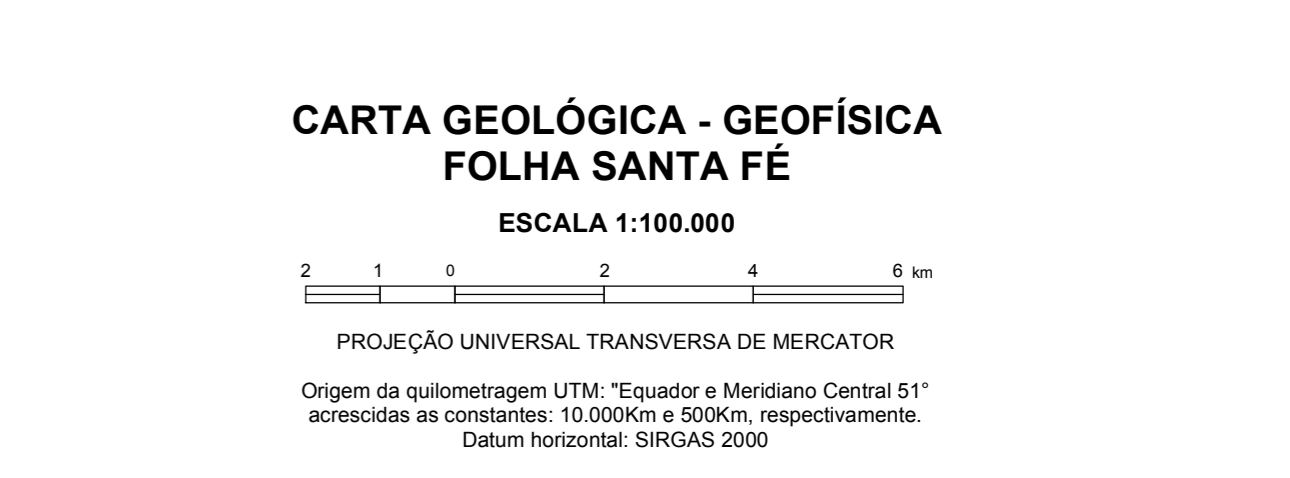 CARTA GEOLÓGICA - GEOFÍSICA
FOLHA SANTA FÉ
ESCALA 1:100.000
2 1 0 2 4 6 km
PROJEÇÃO UNIVERSAL TRANSVERSA DE MERCATOR
Origem da quilometragem UTM: "Equador e Meridiano Central 51°
acrescidas as constantes: 10.000Km e 500Km, respectivamente.
Datum horizontal: SIRGAS 2000